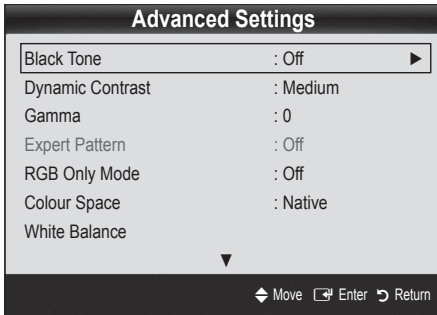 Advanced Settings
Black Tone : Off ▶
Dynamic Contrast : Medium
Gamma : 0
Expert Pattern : Off
RGB Only Mode : Off
Colour Space : Native
White Balance
▼
Move Enter Return